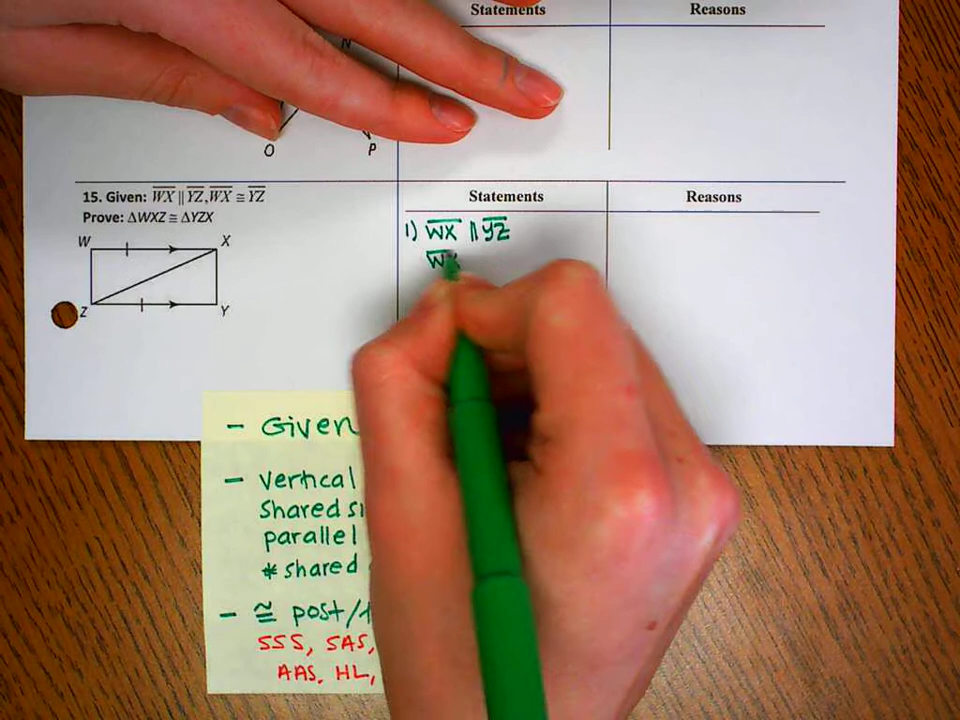 Statements Reasons
N
O P
15. Given: WX ∥ YZ, WX ≅ YZ
Prove: ΔWXZ ≅ ΔYZX
Statements Reasons
W X
Z Y
1) WX ∥ YZ
WX
- Given
- vertical
Shared
parallel
* shared
- ≅ post/
SSS, SAS,
AAS, HL,